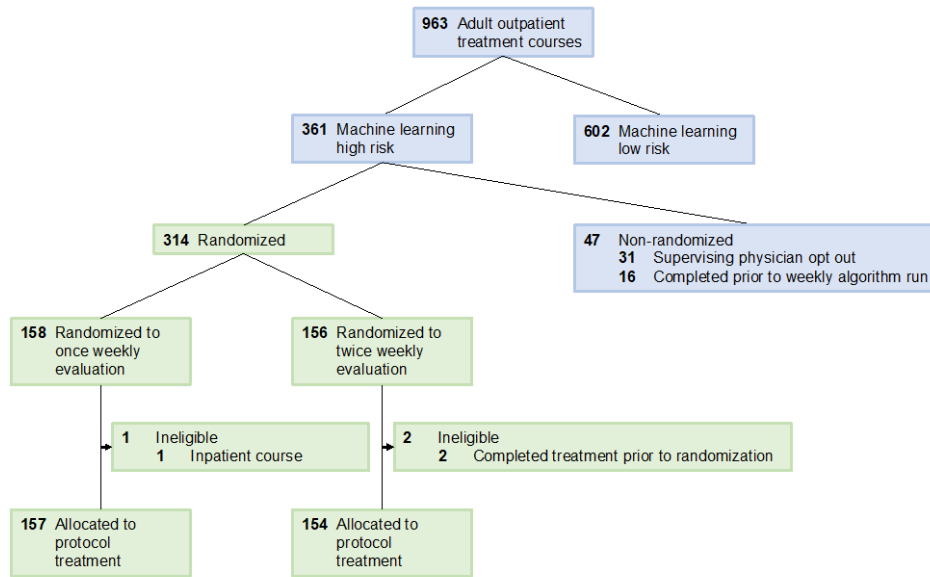 963 Adult outpatient
treatment courses
361 Machine learning
high risk
602 Machine learning
low risk
314 Randomized
47 Non-randomized
31 Supervising physician opt out
16 Completed prior to weekly algorithm run
158 Randomized to
once weekly
evaluation
156 Randomized to
twice weekly
evaluation
1 Ineligible
1 Inpatient course
2 Ineligible
2 Completed treatment prior to randomization
157 Allocated to
protocol
treatment
154 Allocated to
protocol
treatment